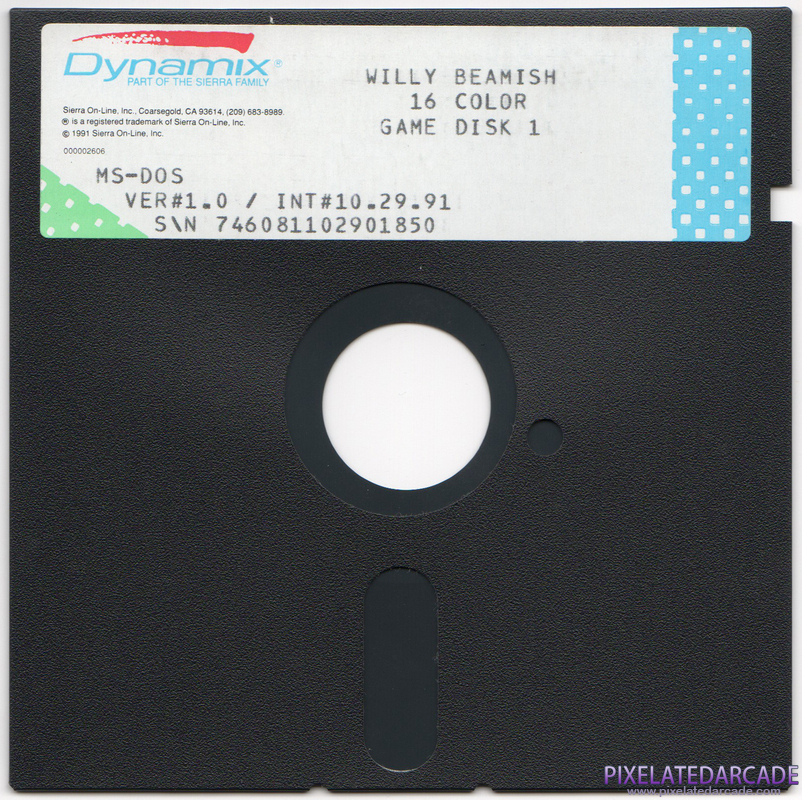 Dynamix®
PART OF THE SIERRA FAMILY
Sierra On-Line, Inc., Coarsegold, CA 93614, (209) 683-8989.
® is a registered trademark of Sierra On-Line, Inc.
© 1991 Sierra On-Line, Inc.
000002606
WILLY BEAMISH
16 COLOR
GAME DISK 1
MS-DOS
VER#1.0 / INT#10.29.91
S\N 746081102901850
PIXELATEDARCADE
www.pixelatedarcade.com